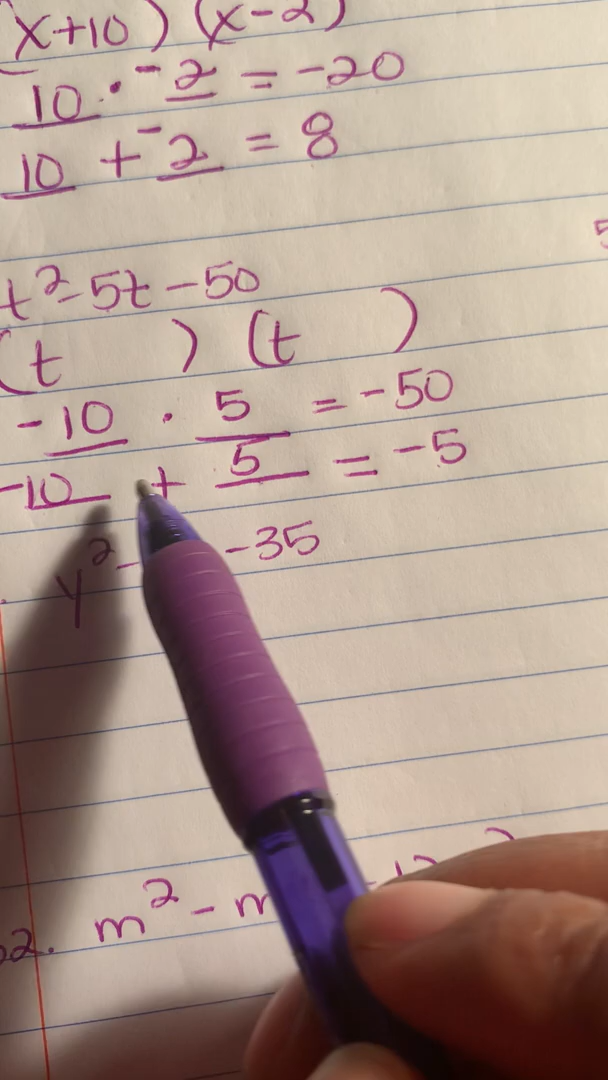 (x+10) (x-2)
10 · -2 = -20
10 + -2 = 8
t²-5t-50
(t ) (t )
-10 · 5 = -50
-10 + 5 = -5
y²- -35
22. m² - m